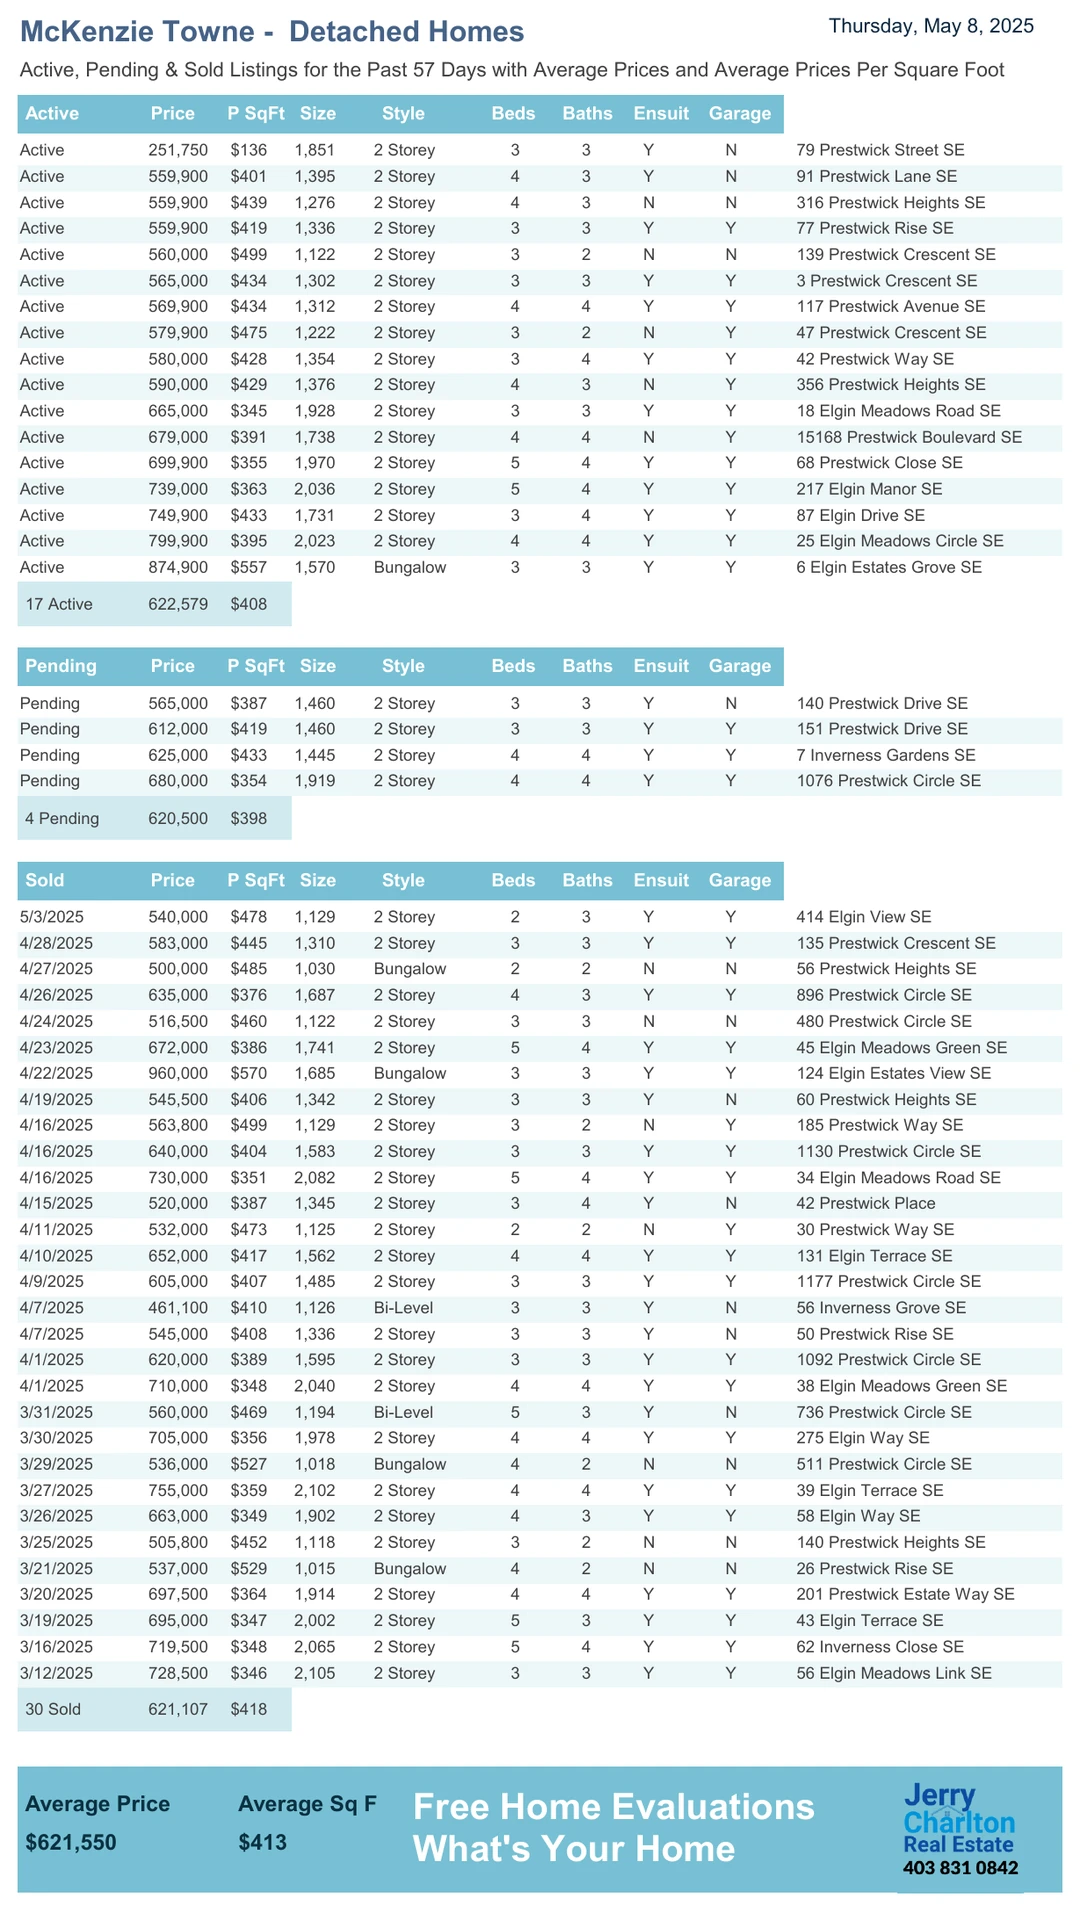 McKenzie Towne -  Detached Homes
Thursday, May 8, 2025
Active, Pending & Sold Listings for the Past 57 Days with Average Prices and Average Prices Per Square Foot
Active Price P SqFt Size Style Beds Baths Ensuit Garage
Active 251,750 $136 1,851 2 Storey 3 3 Y N 79 Prestwick Street SE
Active 559,900 $401 1,395 2 Storey 4 3 Y N 91 Prestwick Lane SE
Active 559,900 $439 1,276 2 Storey 4 3 N N 316 Prestwick Heights SE
Active 559,900 $419 1,336 2 Storey 3 3 Y Y 77 Prestwick Rise SE
Active 560,000 $499 1,122 2 Storey 3 2 N N 139 Prestwick Crescent SE
Active 565,000 $434 1,302 2 Storey 3 3 Y Y 3 Prestwick Crescent SE
Active 569,900 $434 1,312 2 Storey 4 4 Y Y 117 Prestwick Avenue SE
Active 579,900 $475 1,222 2 Storey 3 2 N Y 47 Prestwick Crescent SE
Active 580,000 $428 1,354 2 Storey 3 4 Y Y 42 Prestwick Way SE
Active 590,000 $429 1,376 2 Storey 4 3 N Y 356 Prestwick Heights SE
Active 665,000 $345 1,928 2 Storey 3 3 Y Y 18 Elgin Meadows Road SE
Active 679,000 $391 1,738 2 Storey 4 4 N Y 15168 Prestwick Boulevard SE
Active 699,900 $355 1,970 2 Storey 5 4 Y Y 68 Prestwick Close SE
Active 739,000 $363 2,036 2 Storey 5 4 Y Y 217 Elgin Manor SE
Active 749,900 $433 1,731 2 Storey 3 4 Y Y 87 Elgin Drive SE
Active 799,900 $395 2,023 2 Storey 4 4 Y Y 25 Elgin Meadows Circle SE
Active 874,900 $557 1,570 Bungalow 3 3 Y Y 6 Elgin Estates Grove SE
17 Active 622,579 $408
Pending Price P SqFt Size Style Beds Baths Ensuit Garage
Pending 565,000 $387 1,460 2 Storey 3 3 Y N 140 Prestwick Drive SE
Pending 612,000 $419 1,460 2 Storey 3 3 Y Y 151 Prestwick Drive SE
Pending 625,000 $433 1,445 2 Storey 4 4 Y Y 7 Inverness Gardens SE
Pending 680,000 $354 1,919 2 Storey 4 4 Y Y 1076 Prestwick Circle SE
4 Pending 620,500 $398
Sold Price P SqFt Size Style Beds Baths Ensuit Garage
5/3/2025 540,000 $478 1,129 2 Storey 2 3 Y Y 414 Elgin View SE
4/28/2025 583,000 $445 1,310 2 Storey 3 3 Y Y 135 Prestwick Crescent SE
4/27/2025 500,000 $485 1,030 Bungalow 2 2 N N 56 Prestwick Heights SE
4/26/2025 635,000 $376 1,687 2 Storey 4 3 Y Y 896 Prestwick Circle SE
4/24/2025 516,500 $460 1,122 2 Storey 3 3 N N 480 Prestwick Circle SE
4/23/2025 672,000 $386 1,741 2 Storey 5 4 Y Y 45 Elgin Meadows Green SE
4/22/2025 960,000 $570 1,685 Bungalow 3 3 Y Y 124 Elgin Estates View SE
4/19/2025 545,500 $406 1,342 2 Storey 3 3 Y N 60 Prestwick Heights SE
4/16/2025 563,800 $499 1,129 2 Storey 3 2 N Y 185 Prestwick Way SE
4/16/2025 640,000 $404 1,583 2 Storey 3 3 Y Y 1130 Prestwick Circle SE
4/16/2025 730,000 $351 2,082 2 Storey 5 4 Y Y 34 Elgin Meadows Road SE
4/15/2025 520,000 $387 1,345 2 Storey 3 4 Y N 42 Prestwick Place
4/11/2025 532,000 $473 1,125 2 Storey 2 2 N Y 30 Prestwick Way SE
4/10/2025 652,000 $417 1,562 2 Storey 4 4 Y Y 131 Elgin Terrace SE
4/9/2025 605,000 $407 1,485 2 Storey 3 3 Y Y 1177 Prestwick Circle SE
4/7/2025 461,100 $410 1,126 Bi-Level 3 3 Y N 56 Inverness Grove SE
4/7/2025 545,000 $408 1,336 2 Storey 3 3 Y N 50 Prestwick Rise SE
4/1/2025 620,000 $389 1,595 2 Storey 3 3 Y Y 1092 Prestwick Circle SE
4/1/2025 710,000 $348 2,040 2 Storey 4 4 Y Y 38 Elgin Meadows Green SE
3/31/2025 560,000 $469 1,194 Bi-Level 5 3 Y N 736 Prestwick Circle SE
3/30/2025 705,000 $356 1,978 2 Storey 4 4 Y Y 275 Elgin Way SE
3/29/2025 536,000 $527 1,018 Bungalow 4 2 N N 511 Prestwick Circle SE
3/27/2025 755,000 $359 2,102 2 Storey 4 4 Y Y 39 Elgin Terrace SE
3/26/2025 663,000 $349 1,902 2 Storey 4 3 Y Y 58 Elgin Way SE
3/25/2025 505,800 $452 1,118 2 Storey 3 2 N N 140 Prestwick Heights SE
3/21/2025 537,000 $529 1,015 Bungalow 4 2 N N 26 Prestwick Rise SE
3/20/2025 697,500 $364 1,914 2 Storey 4 4 Y Y 201 Prestwick Estate Way SE
3/19/2025 695,000 $347 2,002 2 Storey 5 3 Y Y 43 Elgin Terrace SE
3/16/2025 719,500 $348 2,065 2 Storey 5 4 Y Y 62 Inverness Close SE
3/12/2025 728,500 $346 2,105 2 Storey 3 3 Y Y 56 Elgin Meadows Link SE
30 Sold 621,107 $418
Average Price Average Sq F
$621,550 $413
Free Home Evaluations
What's Your Home
Jerry
Charlton
Real Estate
403 831 0842